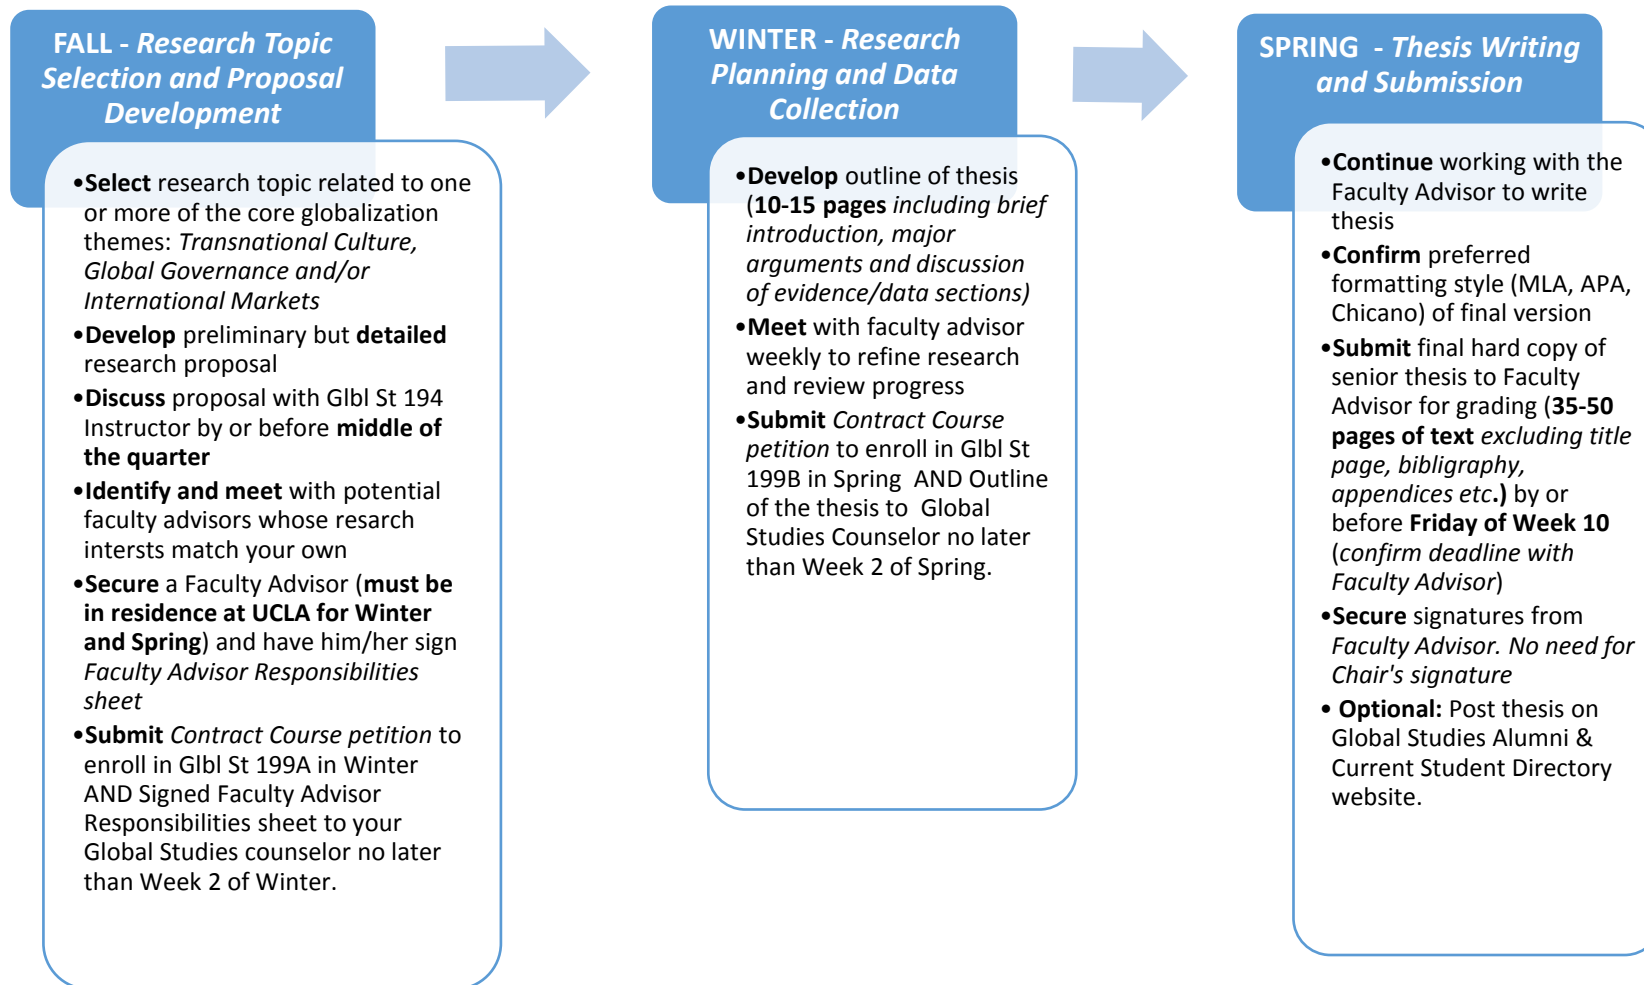 FALL - Research Topic
Selection and Proposal
Development
•Select research topic related to one
or more of the core globalization
themes: Transnational Culture,
Global Governance and/or
International Markets
•Develop preliminary but detailed
research proposal
•Discuss proposal with Glbl St 194
Instructor by or before middle of
the quarter
•Identify and meet with potential
faculty advisors whose resarch
intersts match your own
•Secure a Faculty Advisor (must be
in residence at UCLA for Winter
and Spring) and have him/her sign
Faculty Advisor Responsibilities
sheet
•Submit Contract Course petition to
enroll in Glbl St 199A in Winter
AND Signed Faculty Advisor
Responsibilities sheet to your
Global Studies counselor no later
than Week 2 of Winter.
WINTER - Research
Planning and Data
Collection
•Develop outline of thesis
(10-15 pages including brief
introduction, major
arguments and discussion
of evidence/data sections)
•Meet with faculty advisor
weekly to refine research
and review progress
•Submit Contract Course
petition to enroll in Glbl St
199B in Spring AND Outline
of the thesis to Global
Studies Counselor no later
than Week 2 of Spring.
SPRING - Thesis Writing
and Submission
•Continue working with the
Faculty Advisor to write
thesis
•Confirm preferred
formatting style (MLA, APA,
Chicano) of final version
•Submit final hard copy of
senior thesis to Faculty
Advisor for grading (35-50
pages of text excluding title
page, bibligraphy,
appendices etc.) by or
before Friday of Week 10
(confirm deadline with
Faculty Advisor)
•Secure signatures from
Faculty Advisor. No need for
Chair's signature
• Optional: Post thesis on
Global Studies Alumni &
Current Student Directory
website.